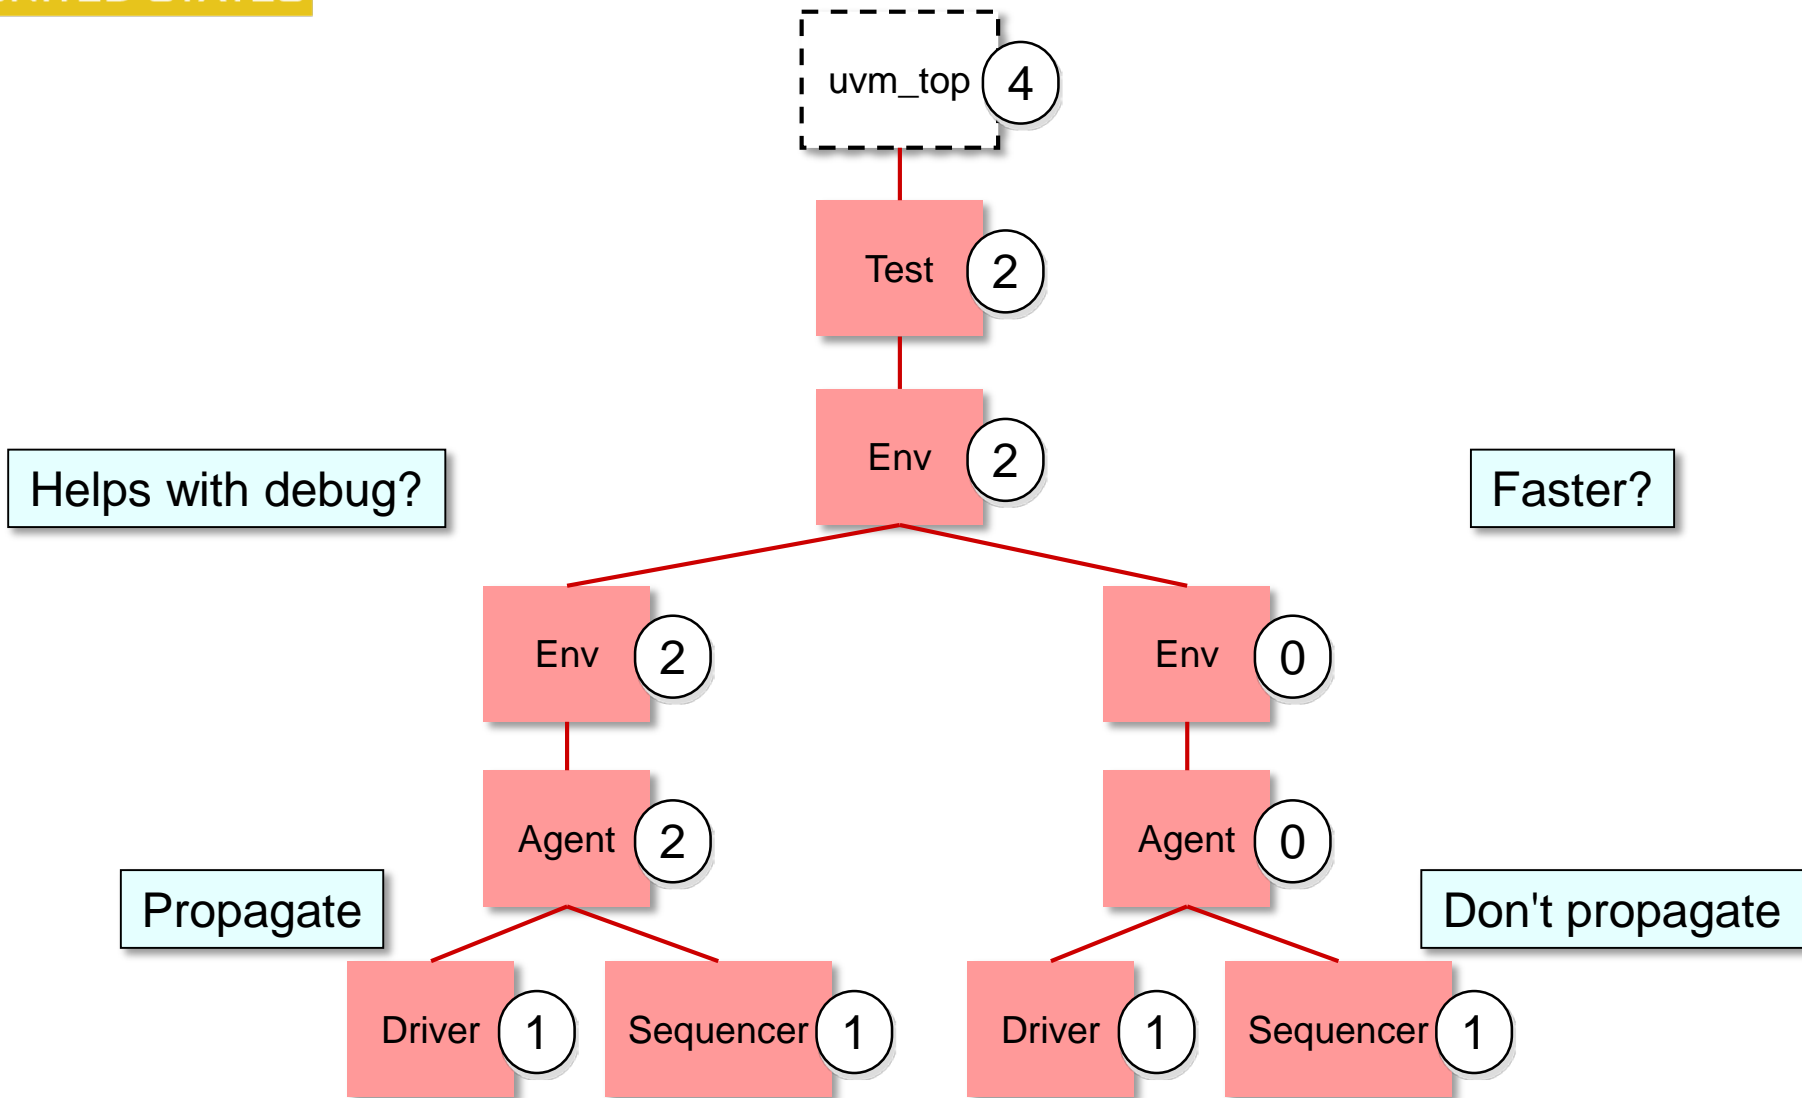 uvm_top 4
Test 2
Env 2
Helps with debug?
Faster?
Env 2
Env 0
Agent 2
Agent 0
Propagate
Don't propagate
Driver 1
Sequencer 1
Driver 1
Sequencer 1